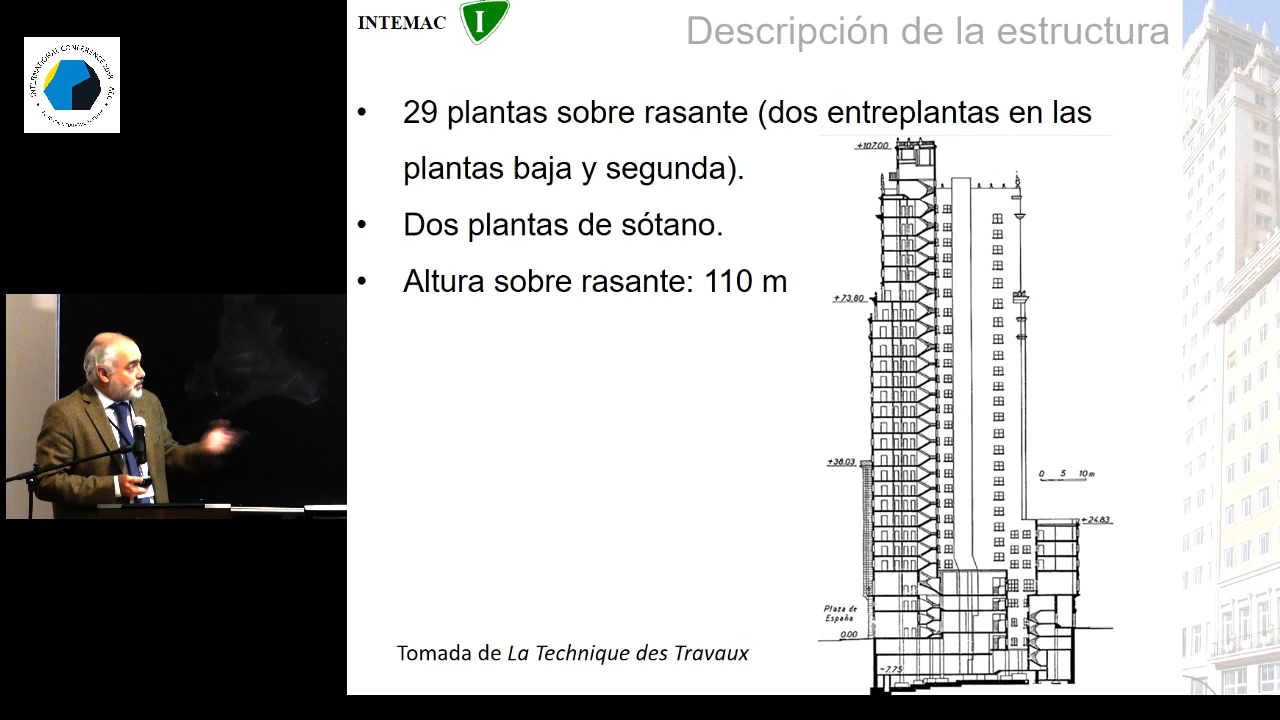 INTEMAC
I
Descripción de la estructura
INTERNATIONAL CONFERENCE
• 29 plantas sobre rasante (dos entreplantas en las
plantas baja y segunda).
• Dos plantas de sótano.
• Altura sobre rasante: 110 m
+107.00
+73.80
+38.03
0 5 10m
+24.83
Plaza de
España
0.00
-7.75
Tomada de La Technique des Travaux